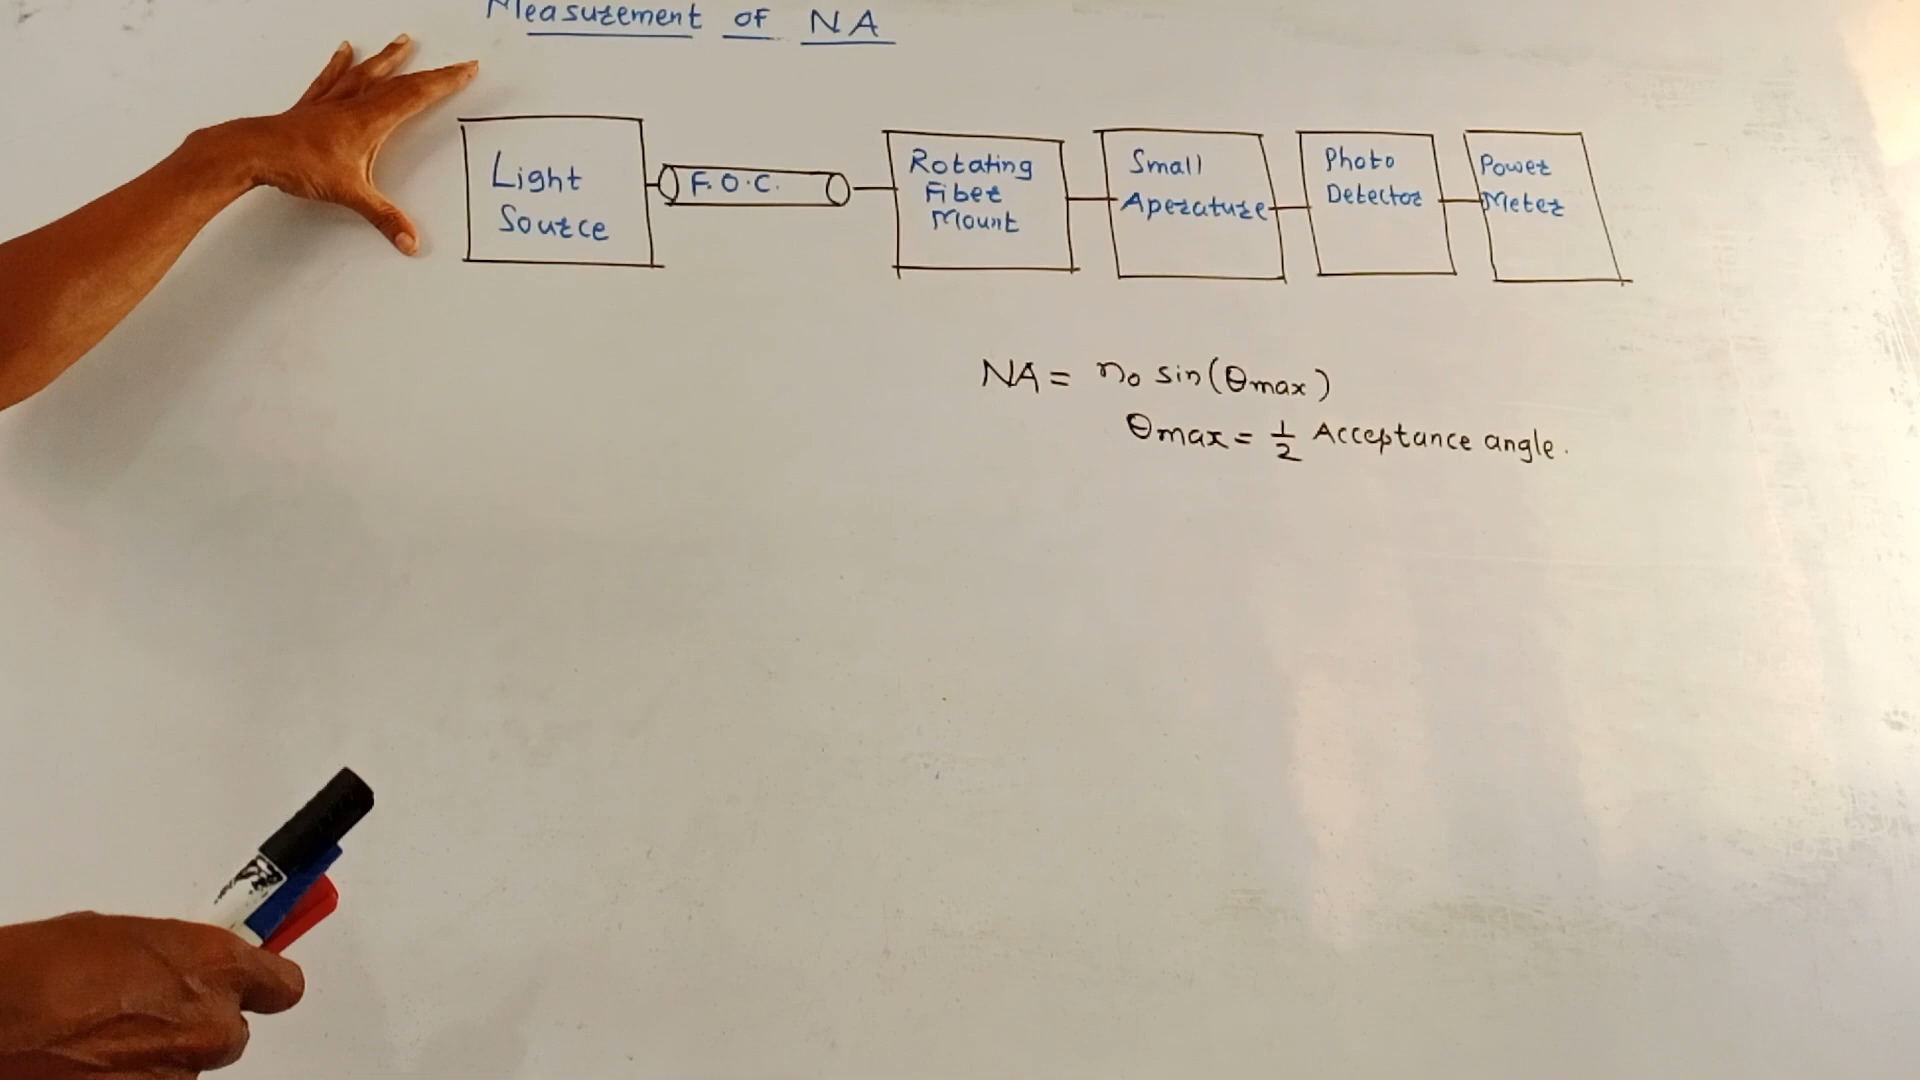 Measurement of NA
Light
Source
F.O.C.
Rotating
Fiber
Mount
Small
Aperature
Photo
Detector
Power
Meter
NA = n₀ sin(θmax)
θmax = 1/2 Acceptance angle.